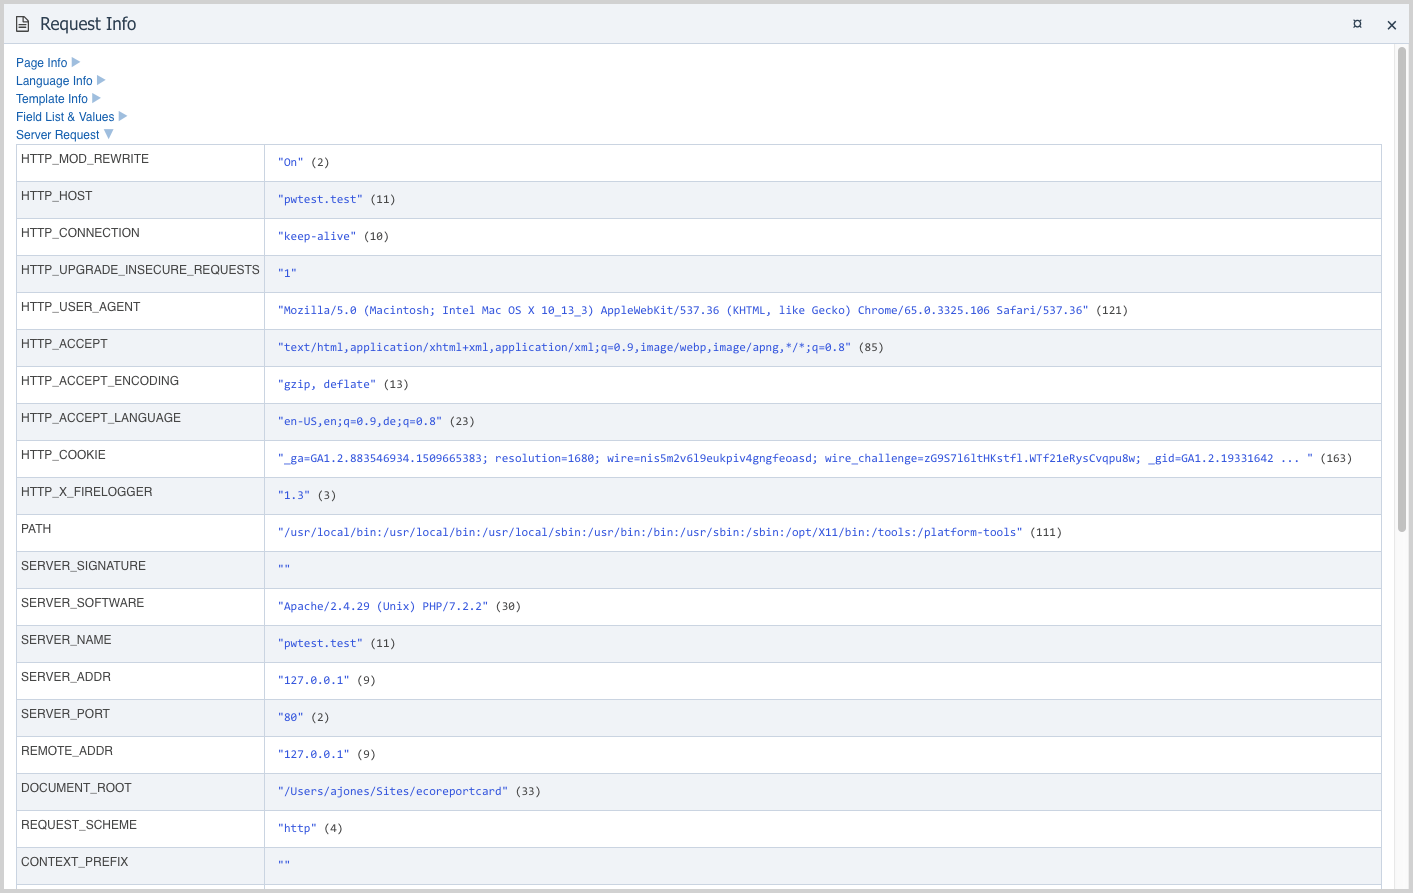 Request Info
Page Info
Language Info
Template Info
Field List & Values
Server Request
HTTP_MOD_REWRITE "On" (2)
HTTP_HOST "pwtest.test" (11)
HTTP_CONNECTION "keep-alive" (10)
HTTP_UPGRADE_INSECURE_REQUESTS "1"
HTTP_USER_AGENT "Mozilla/5.0 (Macintosh; Intel Mac OS X 10_13_3) AppleWebKit/537.36 (KHTML, like Gecko) Chrome/65.0.3325.106 Safari/537.36" (121)
HTTP_ACCEPT "text/html,application/xhtml+xml,application/xml;q=0.9,image/webp,image/apng,*/*;q=0.8" (85)
HTTP_ACCEPT_ENCODING "gzip, deflate" (13)
HTTP_ACCEPT_LANGUAGE "en-US,en;q=0.9,de;q=0.8" (23)
HTTP_COOKIE "_ga=GA1.2.883546934.1509665383; resolution=1680; wire=nis5m2v6l9eukpiv4gngfeoasd; wire_challenge=zG9S7l6ltHKstfl.WTf21eRysCvqpu8w; _gid=GA1.2.19331642 ... " (163)
HTTP_X_FIRELOGGER "1.3" (3)
PATH "/usr/local/bin:/usr/local/bin:/usr/local/sbin:/usr/bin:/bin:/usr/sbin:/sbin:/opt/X11/bin:/tools:/platform-tools" (111)
SERVER_SIGNATURE ""
SERVER_SOFTWARE "Apache/2.4.29 (Unix) PHP/7.2.2" (30)
SERVER_NAME "pwtest.test" (11)
SERVER_ADDR "127.0.0.1" (9)
SERVER_PORT "80" (2)
REMOTE_ADDR "127.0.0.1" (9)
DOCUMENT_ROOT "/Users/ajones/Sites/ecoreportcard" (33)
REQUEST_SCHEME "http" (4)
CONTEXT_PREFIX ""